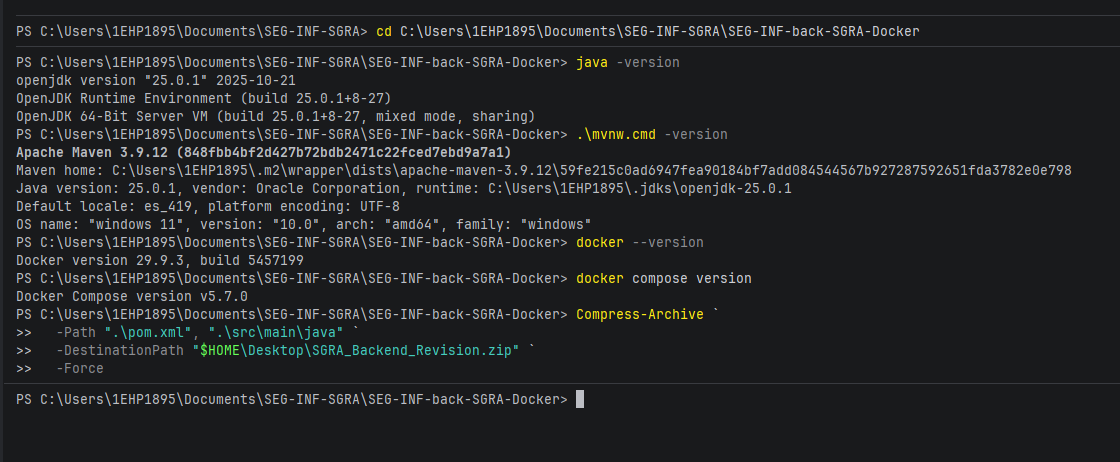 PS C:\Users\1EHP1895\Documents\SEG-INF-SGRA> cd C:\Users\1EHP1895\Documents\SEG-INF-SGRA\SEG-INF-back-SGRA-Docker
PS C:\Users\1EHP1895\Documents\SEG-INF-SGRA\SEG-INF-back-SGRA-Docker> java -version
openjdk version "25.0.1" 2025-10-21
OpenJDK Runtime Environment (build 25.0.1+8-27)
OpenJDK 64-Bit Server VM (build 25.0.1+8-27, mixed mode, sharing)
PS C:\Users\1EHP1895\Documents\SEG-INF-SGRA\SEG-INF-back-SGRA-Docker> .\mvnw.cmd -version
Apache Maven 3.9.12 (848fbb4bf2d427b72bdb2471c22fced7ebd9a7a1)
Maven home: C:\Users\1EHP1895\.m2\wrapper\dists\apache-maven-3.9.12\59fe215c0ad6947fea90184bf7add084544567b927287592651fda3782e0e798
Java version: 25.0.1, vendor: Oracle Corporation, runtime: C:\Users\1EHP1895\.jdks\openjdk-25.0.1
Default locale: es_419, platform encoding: UTF-8
OS name: "windows 11", version: "10.0", arch: "amd64", family: "windows"
PS C:\Users\1EHP1895\Documents\SEG-INF-SGRA\SEG-INF-back-SGRA-Docker> docker --version
Docker version 29.9.3, build 5457199
PS C:\Users\1EHP1895\Documents\SEG-INF-SGRA\SEG-INF-back-SGRA-Docker> docker compose version
Docker Compose version v5.7.0
PS C:\Users\1EHP1895\Documents\SEG-INF-SGRA\SEG-INF-back-SGRA-Docker> Compress-Archive `
>>   -Path ".\pom.xml", ".\src\main\java" `
>>   -DestinationPath "$HOME\Desktop\SGRA_Backend_Revision.zip" `
>>   -Force
PS C:\Users\1EHP1895\Documents\SEG-INF-SGRA\SEG-INF-back-SGRA-Docker>